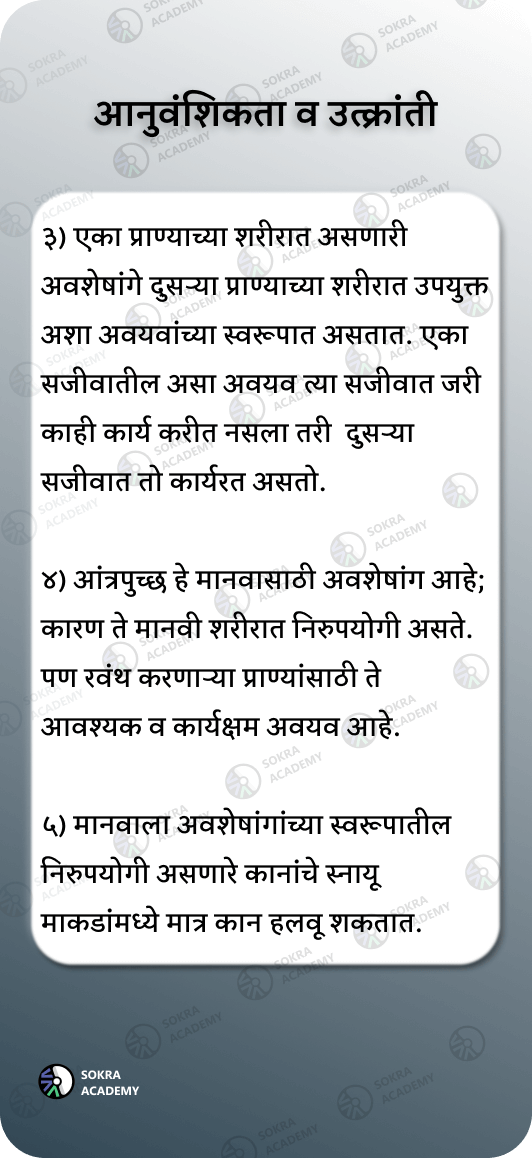 आनुवंशिकता व उत्क्रांती
३) एका प्राण्याच्या शरीरात असणारी
अवशेषांगे दुसऱ्या प्राण्याच्या शरीरात उपयुक्त
अशा अवयवांच्या स्वरूपात असतात. एका
सजीवातील असा अवयव त्या सजीवात जरी
काही कार्य करीत नसला तरी दुसऱ्या
सजीवात तो कार्यरत असतो.
४) आंत्रपुच्छ हे मानवासाठी अवशेषांग आहे;
कारण ते मानवी शरीरात निरुपयोगी असते.
पण रवंथ करणाऱ्या प्राण्यांसाठी ते
आवश्यक व कार्यक्षम अवयव आहे.
५) मानवाला अवशेषांगांच्या स्वरूपातील
निरुपयोगी असणारे कानांचे स्नायू
माकडांमध्ये मात्र कान हलवू शकतात.
SOKRA
ACADEMY